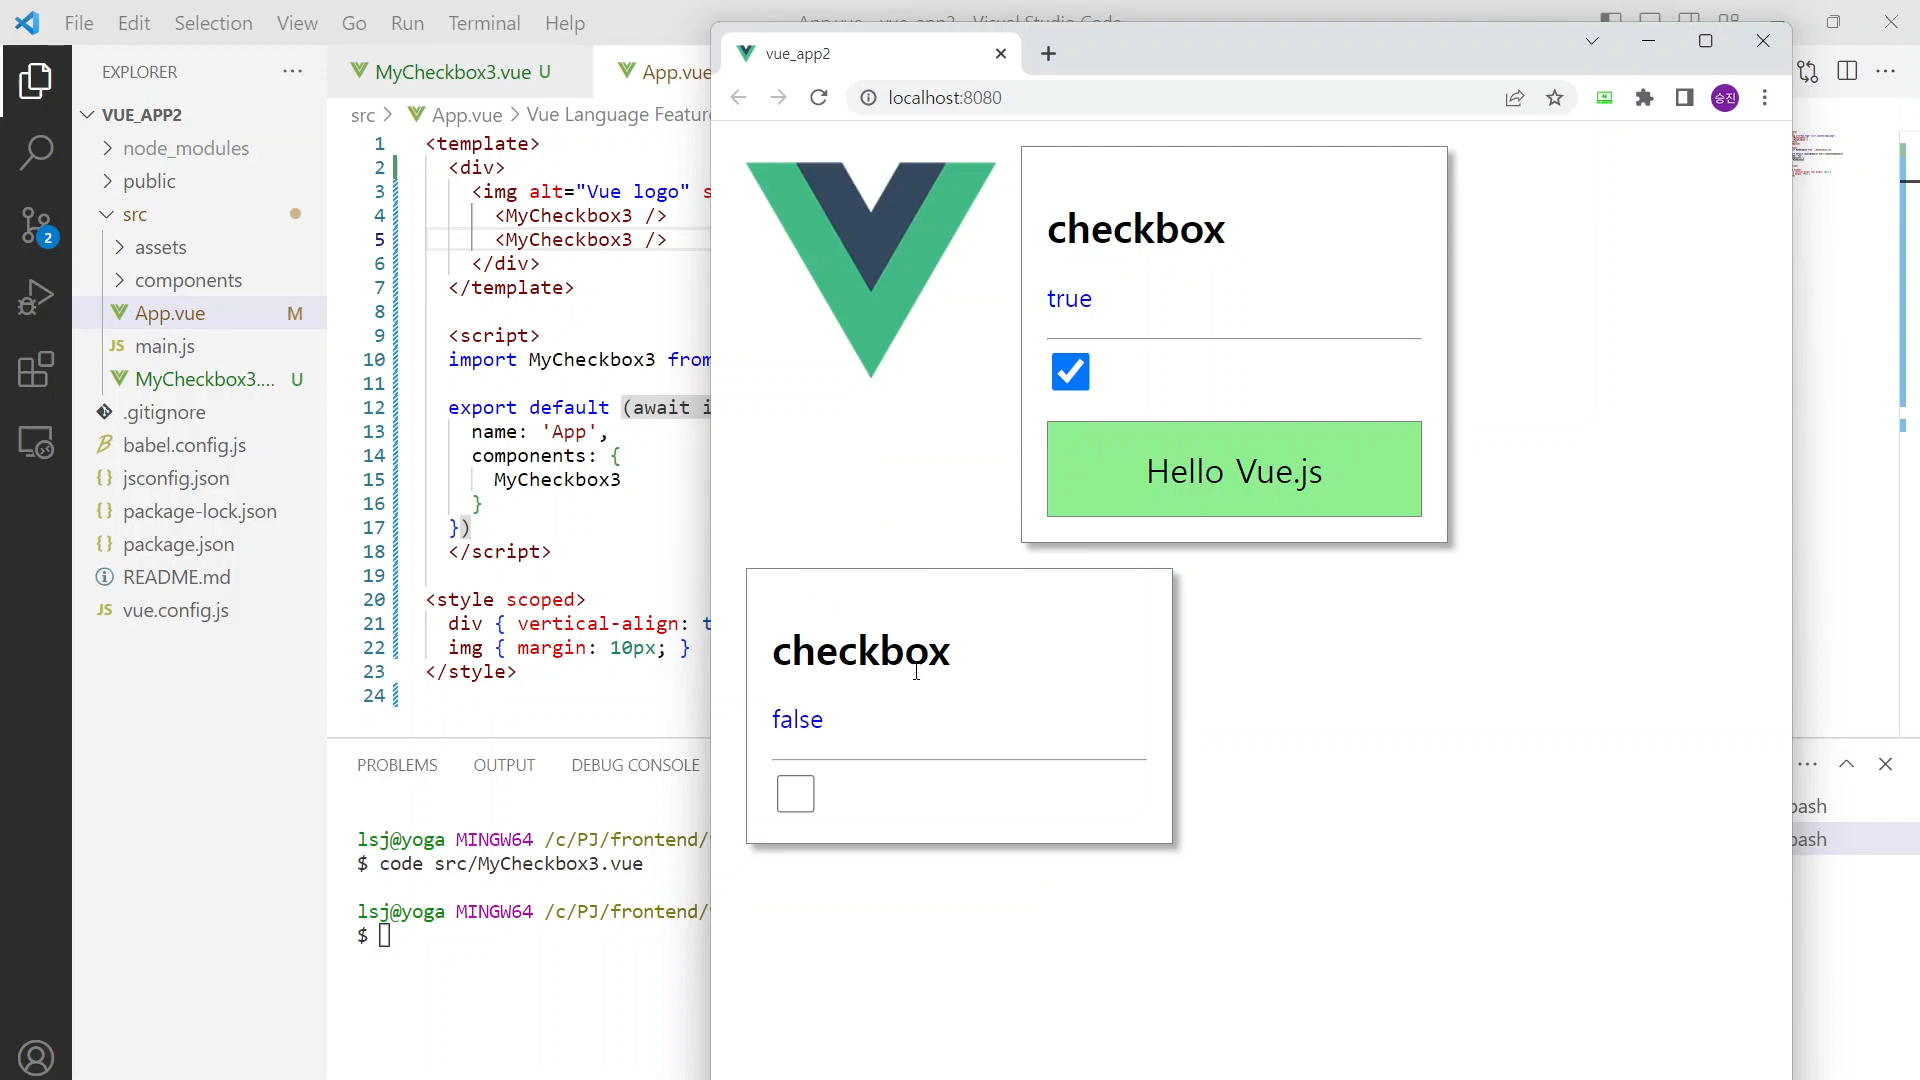 File Edit Selection View Go Run Terminal Help
EXPLORER
VUE_APP2
node_modules
public
src
assets
components
App.vue M
main.js
MyCheckbox3.... U
.gitignore
babel.config.js
jsconfig.json
package-lock.json
package.json
README.md
vue.config.js
2
MyCheckbox3.vue U
App.vue
src > App.vue > Vue Language Featur
1 <template>
2 <div>
3 <img alt="Vue logo" s
4 <MyCheckbox3 />
5 <MyCheckbox3 />
6 </div>
7 </template>
8
9 <script>
10 import MyCheckbox3 from
11
12 export default (await i
13 name: 'App',
14 components: {
15 MyCheckbox3
16 }
17 })
18 </script>
19
20 <style scoped>
21 div { vertical-align: t
22 img { margin: 10px; }
23 </style>
24
PROBLEMS OUTPUT DEBUG CONSOLE
lsj@yoga MINGW64 /c/PJ/frontend/
$ code src/MyCheckbox3.vue
lsj@yoga MINGW64 /c/PJ/frontend/
$
bash
bash
vue_app2
localhost:8080
승진
checkbox
true
Hello Vue.js
checkbox
false